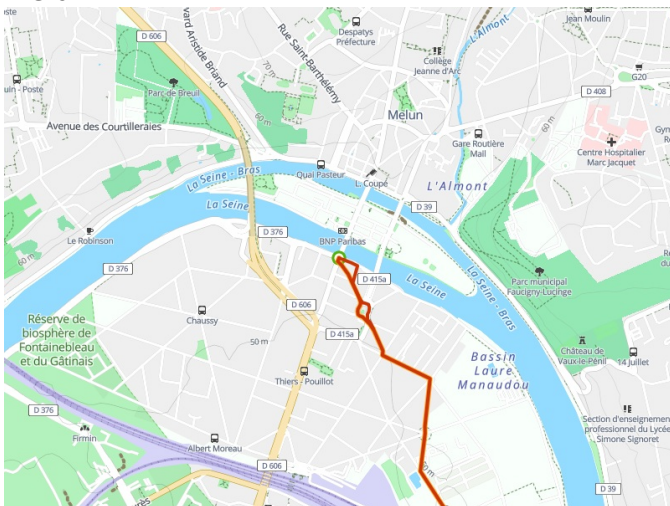 D 606
Despatys
Préfecture
Jean Moulin
Rue Saint-Barthélémy
L'Almont
Collège
Jeanne d'Arc
G20
uin - Poste
Parc de Breuil
70 m
D 408
60 m
60 m
Melun
Avenue des Courtilleraies
Gare Routière
Mail
Centre Hospitalier
Marc Jacquet
Quai Pasteur
L. Coupé
La Seine - Bras
L'Almont
La Seine
D 39
Le Robinson
D 376
BNP Paribas
60 m
D 376
La Seine
D 415a
La Seine - Bras
Parc municipal
Faucigny-Lucinge
D 606
Chaussy
Réserve de
biosphère de
Fontainebleau
et du Gâtinais
50 m
D 415a
Château de
Vaux-le-Pénil
14 Juillet
Bassin
Laure
Manaudou
Thiers - Pouillot
D 376
Firmin
Albert Moreau
Section d'enseignemen
professionnel du Lycée
Simone Signoret
D 606
D 39